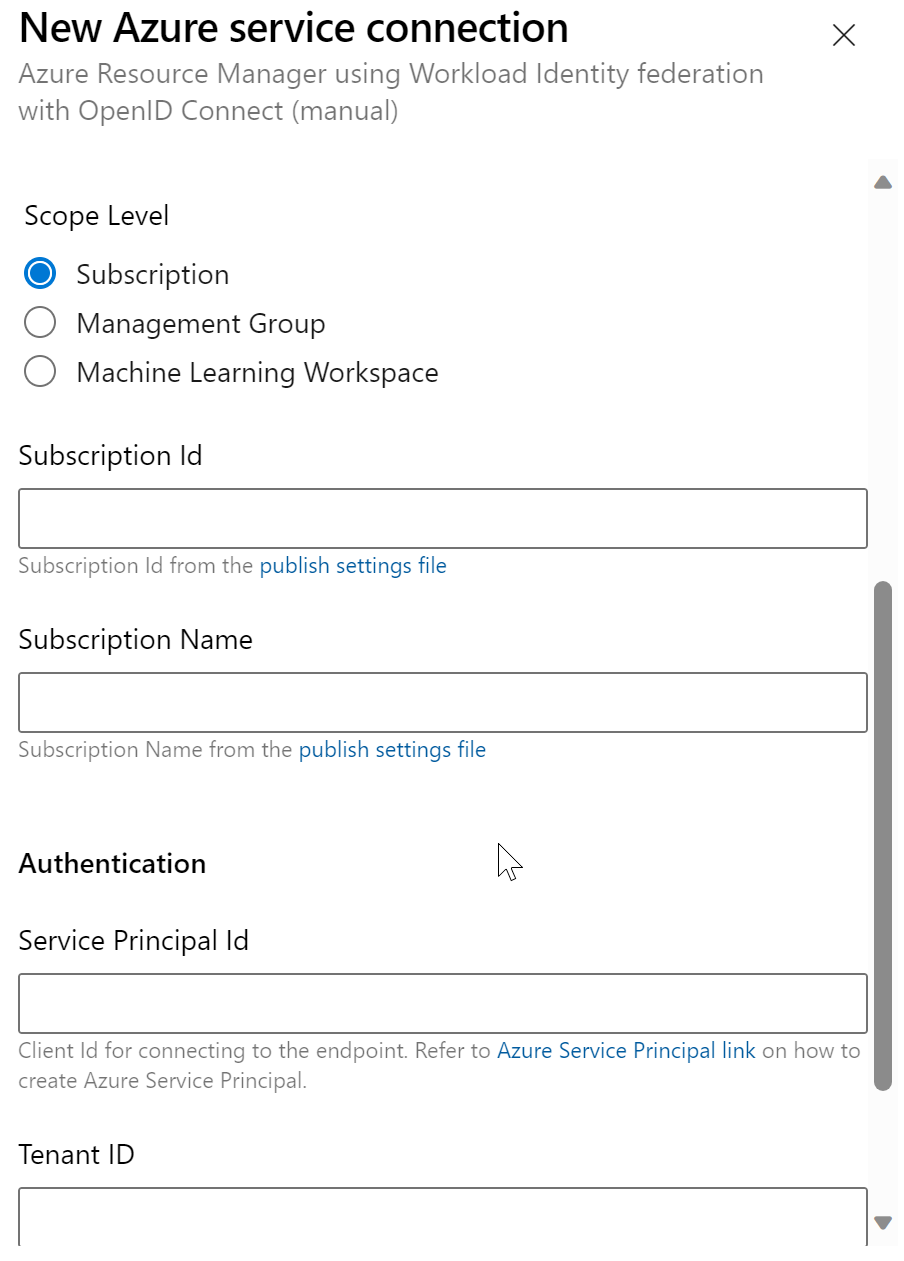 New Azure service connection
Azure Resource Manager using Workload Identity federation
with OpenID Connect (manual)
Scope Level
Subscription
Management Group
Machine Learning Workspace
Subscription Id
Subscription Id from the publish settings file
Subscription Name
Subscription Name from the publish settings file
Authentication
Service Principal Id
Client Id for connecting to the endpoint. Refer to Azure Service Principal link on how to
create Azure Service Principal.
Tenant ID